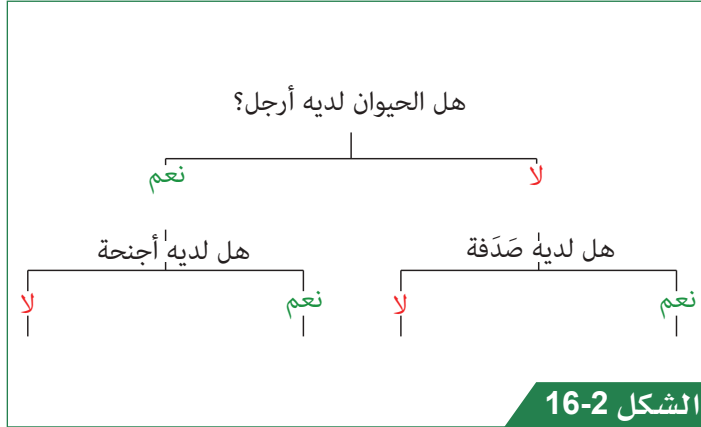 هل الحيوان لديه أرجل؟
لا
نعم
هل لديه صَدَفة
هل لديه أجنحة
نعم
لا
نعم
لا
الشكل 2-16